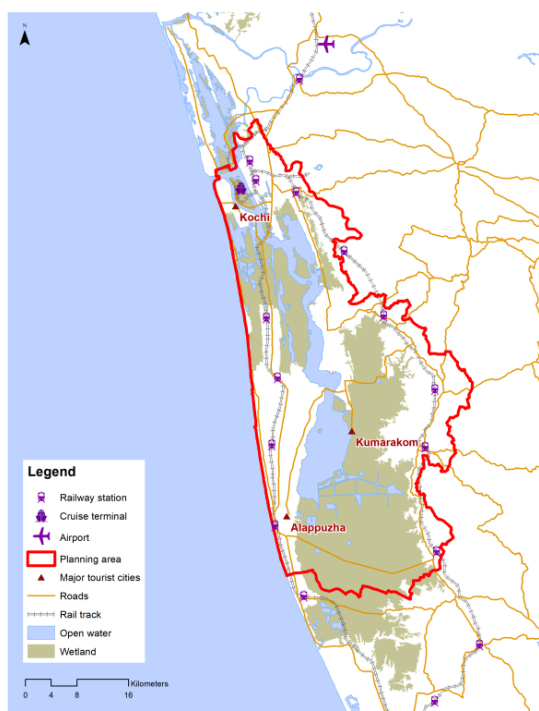 N
Kochi
Kumarakom
Alappuzha
Legend
Railway station
Cruise terminal
Airport
Planning area
Major tourist cities
Roads
Rail track
Open water
Wetland
Kilometers
0 4 8 16